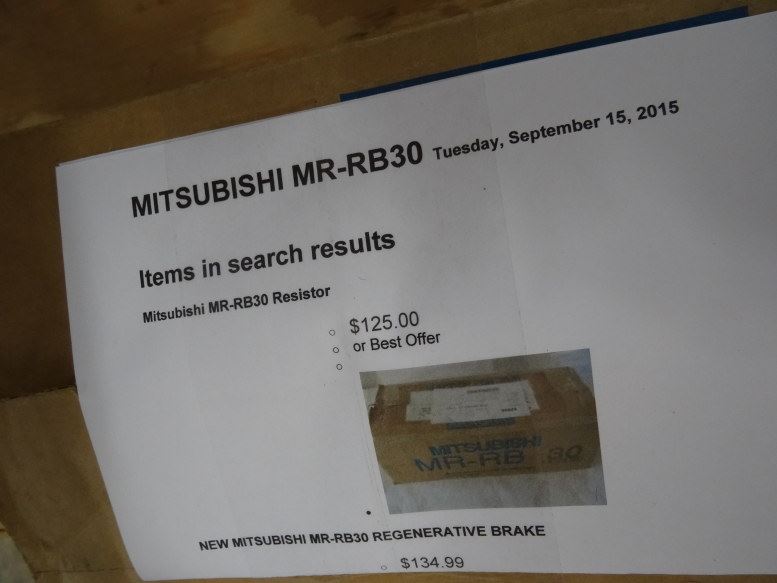 MITSUBISHI MR-RB30 Tuesday, September 15, 2015
Items in search results
Mitsubishi MR-RB30 Resistor
$125.00
or Best Offer
MITSUBISHI
MR-RB 30
NEW MITSUBISHI MR-RB30 REGENERATIVE BRAKE
$134.99